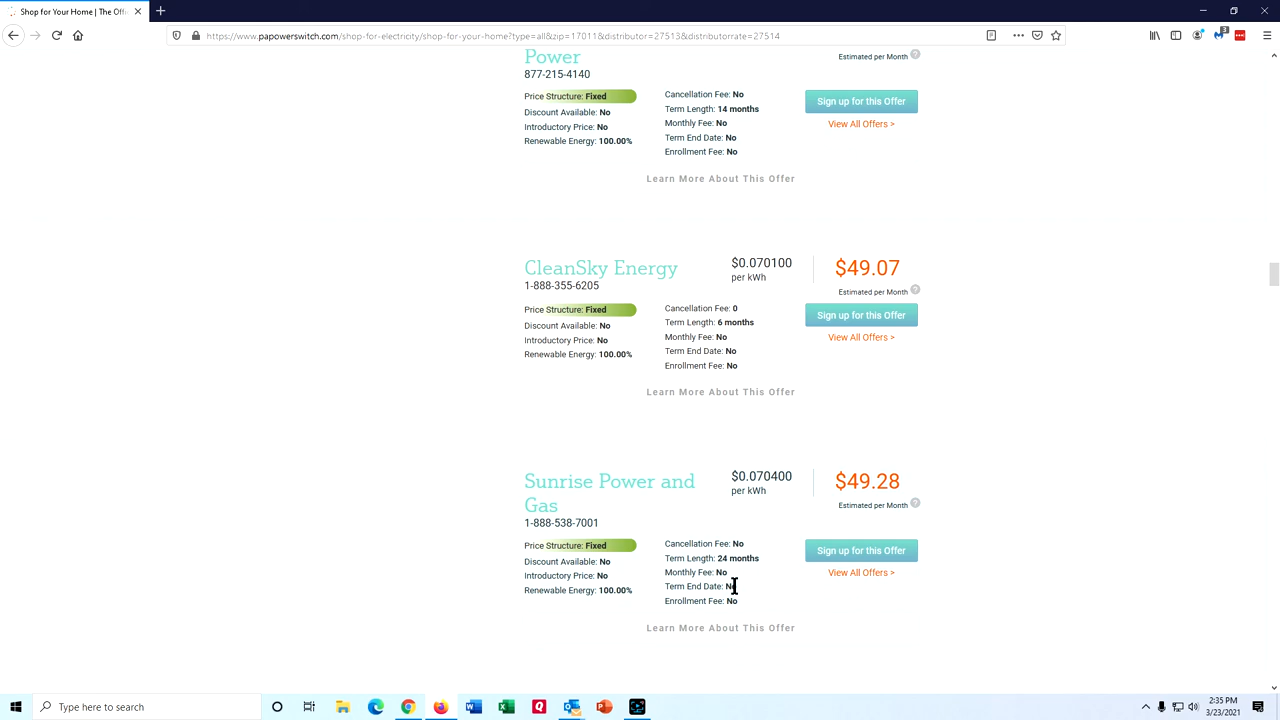 Shop for Your Home | The Off
https://www.papowerswitch.com/shop-for-electricity/shop-for-your-home?type=all&zip=17011&distributor=27513&distributorrate=27514
3
Power
877-215-4140
Estimated per Month ?
Price Structure: Fixed
Discount Available: No
Introductory Price: No
Renewable Energy: 100.00%
Cancellation Fee: No
Term Length: 14 months
Monthly Fee: No
Term End Date: No
Enrollment Fee: No
Sign up for this Offer
View All Offers >
Learn More About This Offer
CleanSky Energy
1-888-355-6205
$0.070100
per kWh
$49.07
Estimated per Month ?
Price Structure: Fixed
Discount Available: No
Introductory Price: No
Renewable Energy: 100.00%
Cancellation Fee: 0
Term Length: 6 months
Monthly Fee: No
Term End Date: No
Enrollment Fee: No
Sign up for this Offer
View All Offers >
Learn More About This Offer
Sunrise Power and
Gas
1-888-538-7001
$0.070400
per kWh
$49.28
Estimated per Month ?
Price Structure: Fixed
Discount Available: No
Introductory Price: No
Renewable Energy: 100.00%
Cancellation Fee: No
Term Length: 24 months
Monthly Fee: No
Term End Date: No
Enrollment Fee: No
Sign up for this Offer
View All Offers >
Learn More About This Offer
Type here to search
2:35 PM
3/23/2021